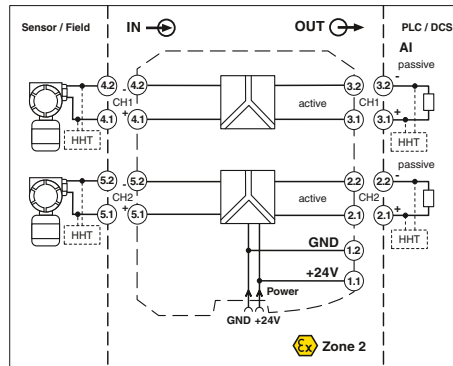 Sensor / Field IN OUT PLC / DCS
AI
passive
4.2 - 4.2 3.2 3.2 -
CH1 active CH1
4.1 + 4.1 3.1 3.1 +
HHT HHT
passive
5.2 - 5.2 2.2 2.2 -
CH2 active CH2
5.1 + 5.1 2.1 2.1 +
HHT HHT
GND 1.2
+24V 1.1
Power
GND +24V
Ex Zone 2